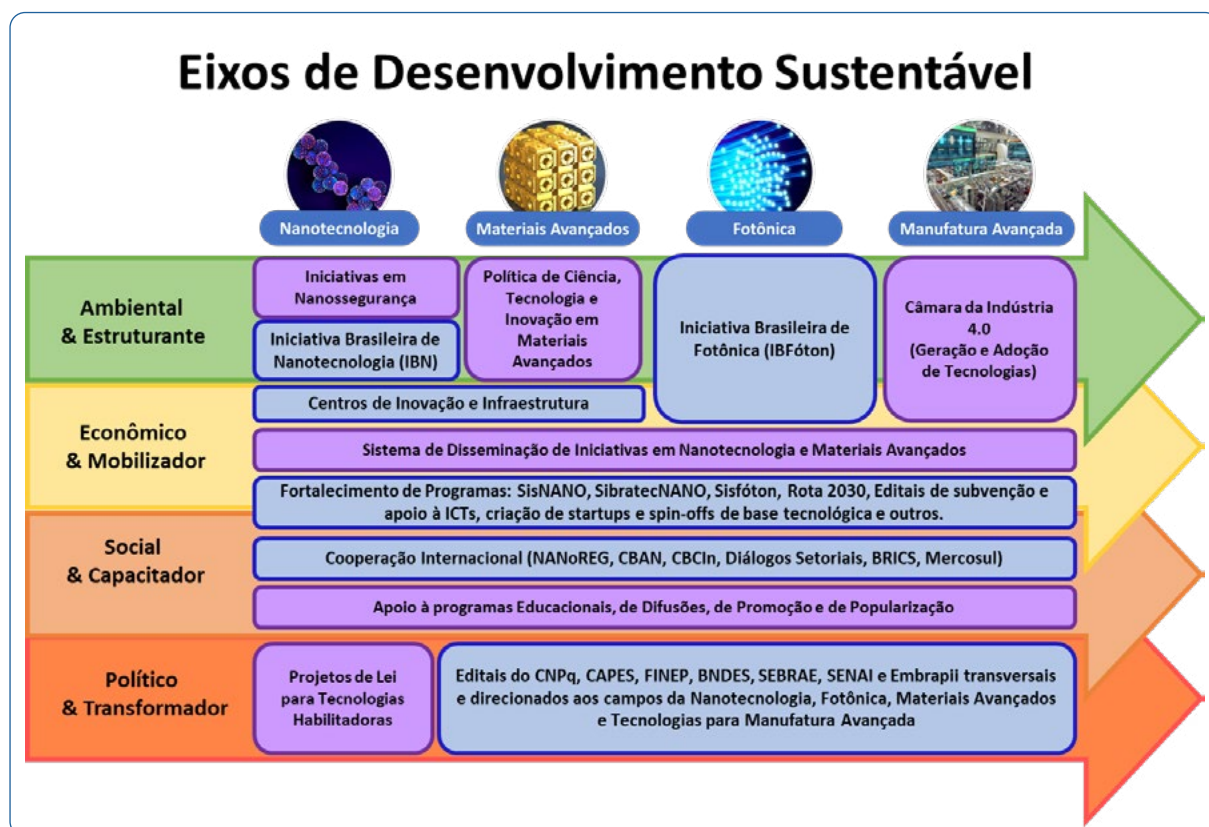 Eixos de Desenvolvimento Sustentável
Nanotecnologia
Materiais Avançados
Fotônica
Manufatura Avançada
Ambiental
& Estruturante
Iniciativas em
Nanossegurança
Iniciativa Brasileira de
Nanotecnologia (IBN)
Política de Ciência,
Tecnologia e
Inovação em
Materiais
Avançados
Iniciativa Brasileira de
Fotônica (IBFóton)
Câmara da Indústria
4.0
(Geração e Adoção
de Tecnologias)
Econômico
& Mobilizador
Centros de Inovação e Infraestrutura
Sistema de Disseminação de Iniciativas em Nanotecnologia e Materiais Avançados
Fortalecimento de Programas: SisNANO, SibratecNANO, Sisfóton, Rota 2030, Editais de subvenção e
apoio à ICTs, criação de startups e spin-offs de base tecnológica e outros.
Social
& Capacitador
Cooperação Internacional (NANoREG, CBAN, CBCIn, Diálogos Setoriais, BRICS, Mercosul)
Apoio à programas Educacionais, de Difusões, de Promoção e de Popularização
Político
& Transformador
Projetos de Lei
para Tecnologias
Habilitadoras
Editais do CNPq, CAPES, FINEP, BNDES, SEBRAE, SENAI e Embrapii transversais
e direcionados aos campos da Nanotecnologia, Fotônica, Materiais Avançados
e Tecnologias para Manufatura Avançada